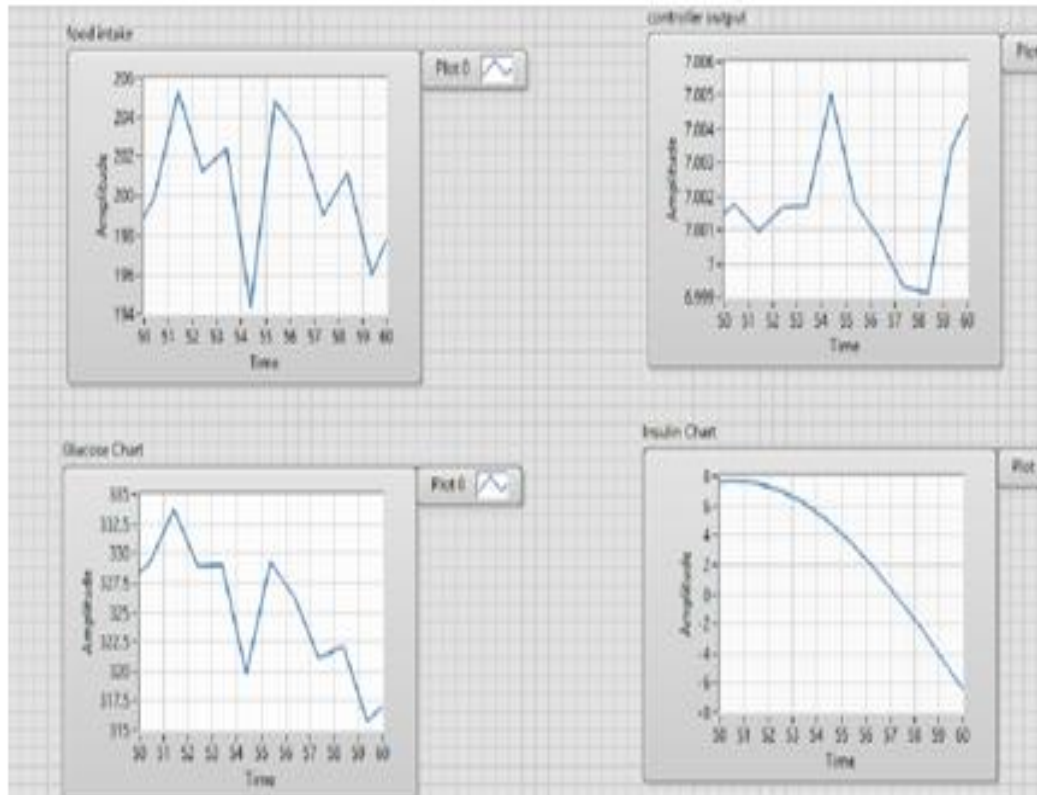 food intake
Plot 0
206
204
202
200
198
196
194
Amplitude
50 51 52 53 54 55 56 57 58 59 60
Time
controller output
Plot
7.006
7.005
7.004
7.003
7.002
7.001
7
6.999
Amplitude
50 51 52 53 54 55 56 57 58 59 60
Time
Glucose Chart
Plot 0
335
332.5
330
327.5
325
322.5
320
317.5
315
Amplitude
50 51 52 53 54 55 56 57 58 59 60
Time
Insulin Chart
Plot
8
6
4
2
0
-2
-4
-6
-8
Amplitude
50 51 52 53 54 55 56 57 58 59 60
Time